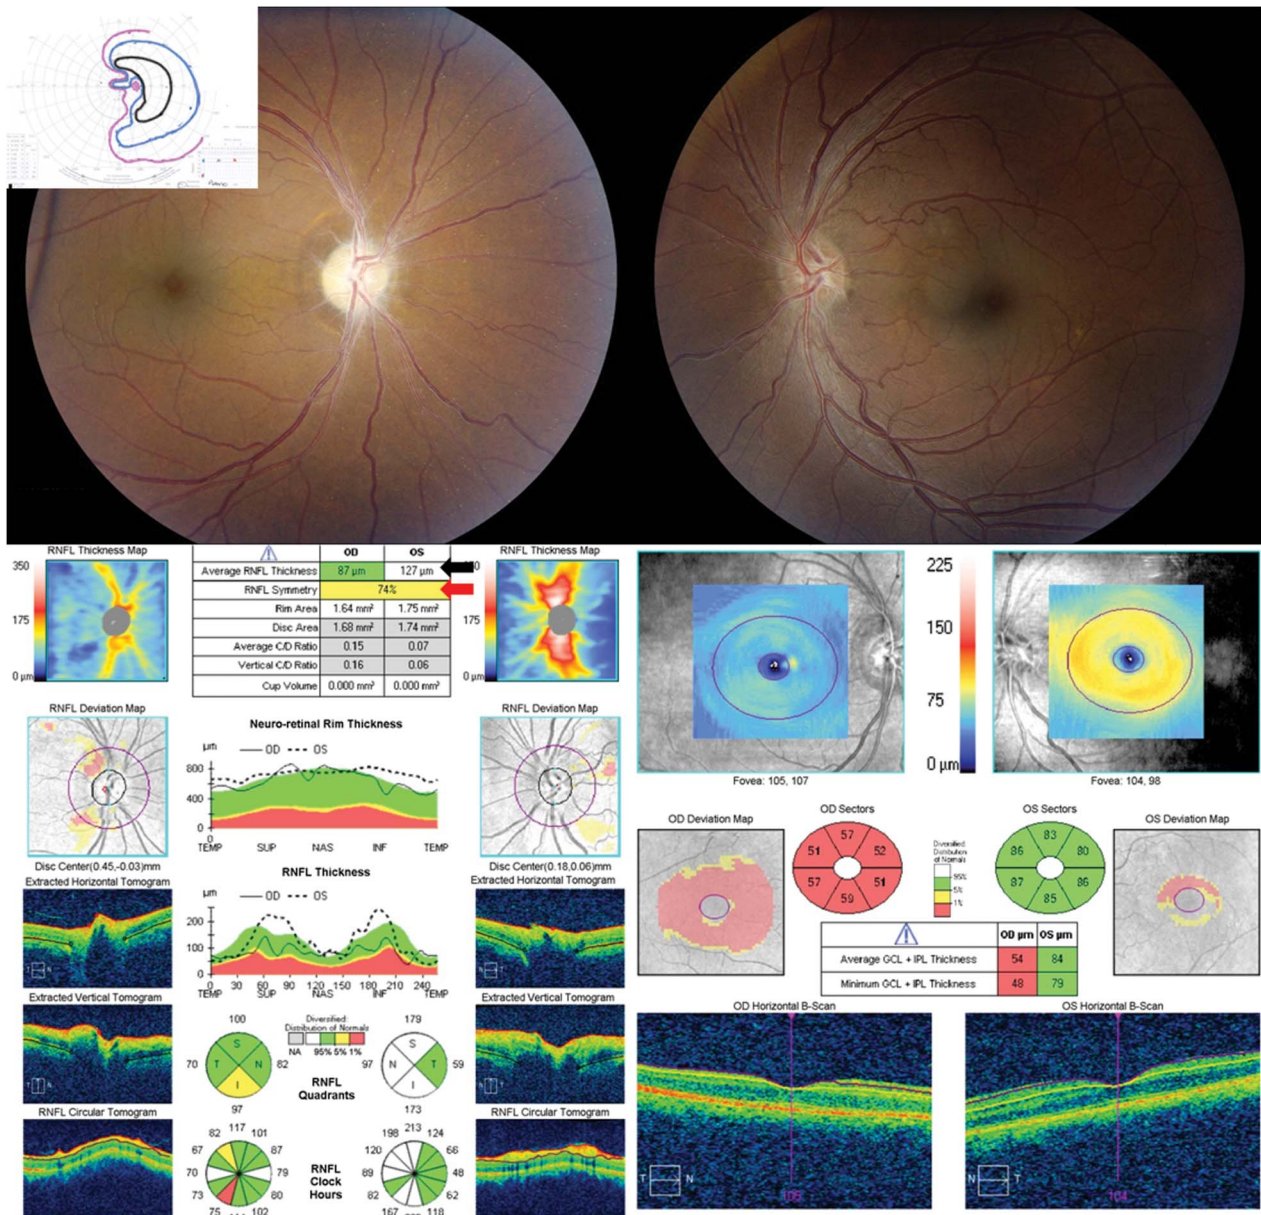 RNFL Thickness Map
OD OS
RNFL Thickness Map
350
175
0 µm
Average RNFL Thickness 87 µm 127 µm
RNFL Symmetry 74%
Rim Area 1.64 mm² 1.75 mm²
Disc Area 1.68 mm² 1.74 mm²
Average C/D Ratio 0.15 0.07
Vertical C/D Ratio 0.16 0.06
Cup Volume 0.000 mm³ 0.000 mm³
175
0 µm
225
150
75
0 µm
Fovea: 105, 107
Fovea: 104, 98
RNFL Deviation Map
Neuro-retinal Rim Thickness
RNFL Deviation Map
µm OD OS
800
400
0
0
TEMP SUP NAS INF TEMP
Disc Center(0.45,-0.03)mm
Disc Center(0.18,0.06)mm
OD Deviation Map
OD Sectors
57
51 52
57 51
59
Diversified:
Distribution
of Normals
95%
5%
1%
OS Sectors
83
86 80
87 86
85
OS Deviation Map
OD µm OS µm
Average GCL + IPL Thickness 54 84
Minimum GCL + IPL Thickness 48 79
Extracted Horizontal Tomogram
RNFL Thickness
Extracted Horizontal Tomogram
µm OD OS
200
100
0
0 30 60 90 120 150 180 210 240
TEMP SUP NAS INF TEMP
T N
N T
Extracted Vertical Tomogram
Extracted Vertical Tomogram
100
S
70 T N 82
I
97
Diversified:
Distribution of Normals
NA 95% 5% 1%
RNFL
Quadrants
179
S
97 N T 59
I
173
RNFL Circular Tomogram
RNFL Circular Tomogram
117
82 101
67 87
70 79
73 80
75 102
RNFL
Clock
Hours
213
198 124
120 66
89 48
82 62
167 118
OD Horizontal B-Scan
OS Horizontal B-Scan
T N
N T
104